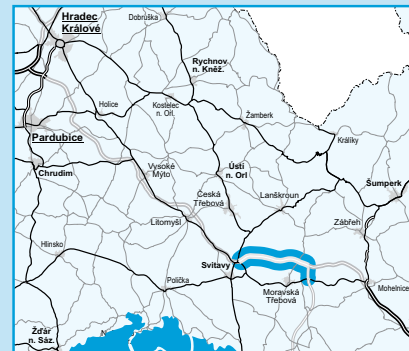 Hradec
Králové
Dobruška
Rychnov
n. Kněž.
Holice
Kostelec
n. Orl.
Žamberk
Králíky
Pardubice
Chrudim
Vysoké
Mýto
Ústí
n. Orl
Šumperk
Česká
Třebová
Lanškroun
Litomyšl
Zábřeh
Hlinsko
Svitavy
Polička
Moravská
Třebová
Mohelnice
Žďár
n. Sáz.